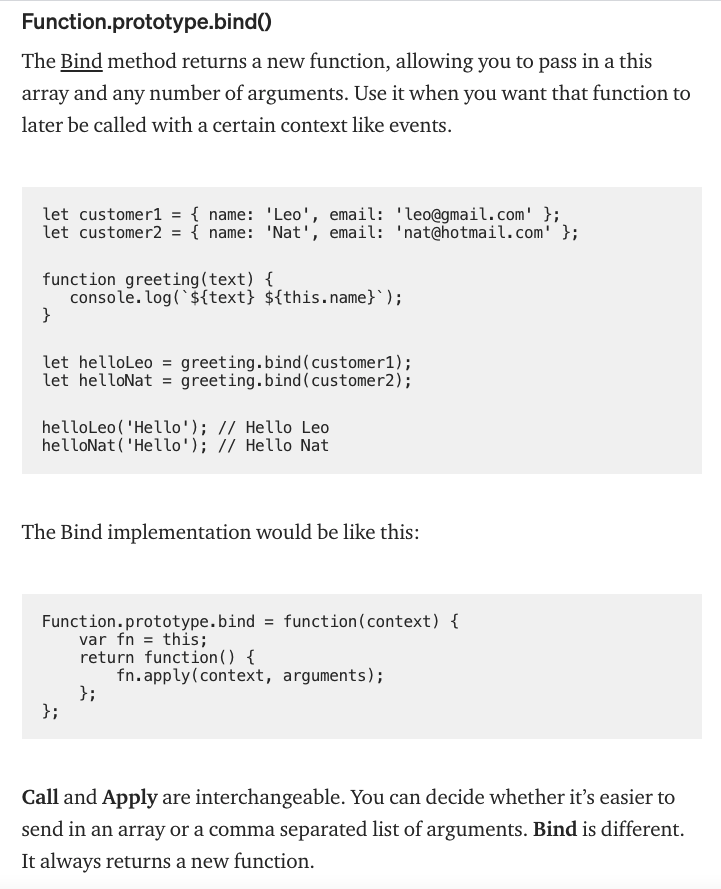 Function.prototype.bind()
The Bind method returns a new function, allowing you to pass in a this
array and any number of arguments. Use it when you want that function to
later be called with a certain context like events.
let customer1 = { name: 'Leo', email: 'leo@gmail.com' };
let customer2 = { name: 'Nat', email: 'nat@hotmail.com' };
function greeting(text) {
   console.log(`${text} ${this.name}`);
}
let helloLeo = greeting.bind(customer1);
let helloNat = greeting.bind(customer2);
helloLeo('Hello'); // Hello Leo
helloNat('Hello'); // Hello Nat
The Bind implementation would be like this:
Function.prototype.bind = function(context) {
    var fn = this;
    return function() {
        fn.apply(context, arguments);
    };
};
Call and Apply are interchangeable. You can decide whether it’s easier to
send in an array or a comma separated list of arguments. Bind is different.
It always returns a new function.